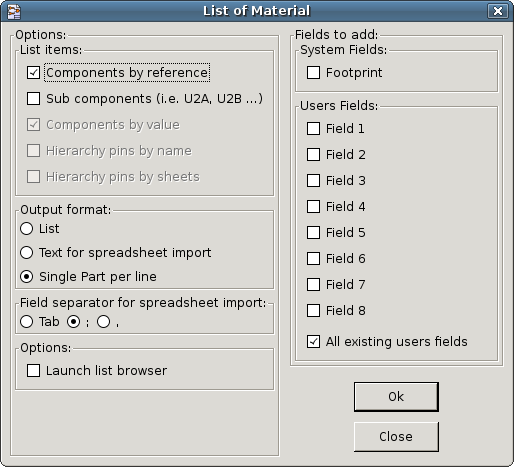 List of Material
Options:
List items:
Components by reference
Sub components (i.e. U2A, U2B ...)
Components by value
Hierarchy pins by name
Hierarchy pins by sheets
Output format:
List
Text for spreadsheet import
Single Part per line
Field separator for spreadsheet import:
Tab ; ,
Options:
Launch list browser
Fields to add:
System Fields:
Footprint
Users Fields:
Field 1
Field 2
Field 3
Field 4
Field 5
Field 6
Field 7
Field 8
All existing users fields
Ok
Close